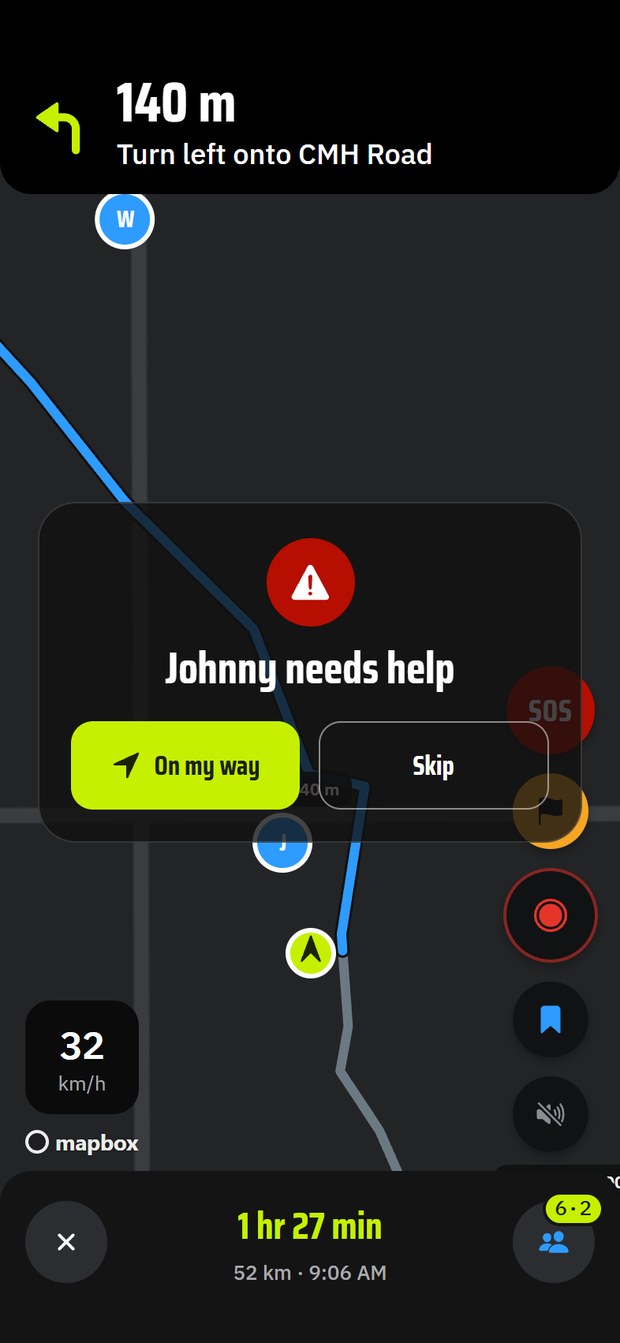 140 m
Turn left onto CMH Road
W
Johnny needs help
SOS
On my way
Skip
40 m
J
32
km/h
mapbox
6·2
1 hr 27 min
52 km · 9:06 AM